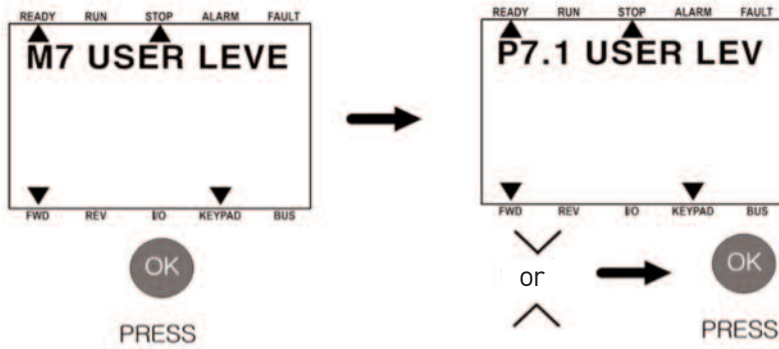 READY RUN STOP ALARM FAULT
M7 USER LEVE
FWD REV I/O KEYPAD BUS
OK
PRESS
READY RUN STOP ALARM FAULT
P7.1 USER LEV
FWD REV I/O KEYPAD BUS
or
OK
PRESS